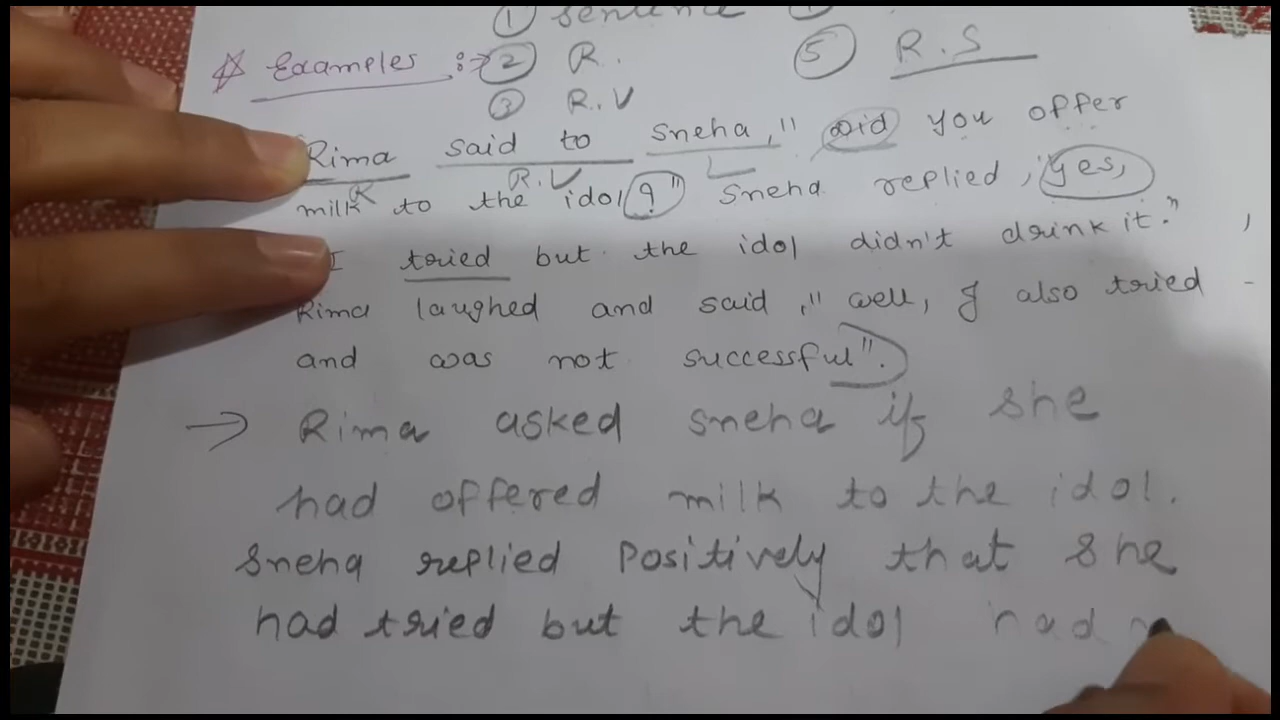 ① sentence
☆ Examples :→ ② R. ⑤ R.S
③ R.V
Rima said to Sneha," Did you offer
R R.V L
milk to the idol?" Sneha replied,"yes,
I tried but the idol didn't drink it."
Rima laughed and said," well, I also tried
and was not successful".
→ Rima asked sneha if she
had offered milk to the idol.
Sneha replied Positively that she
had tried but the idol had